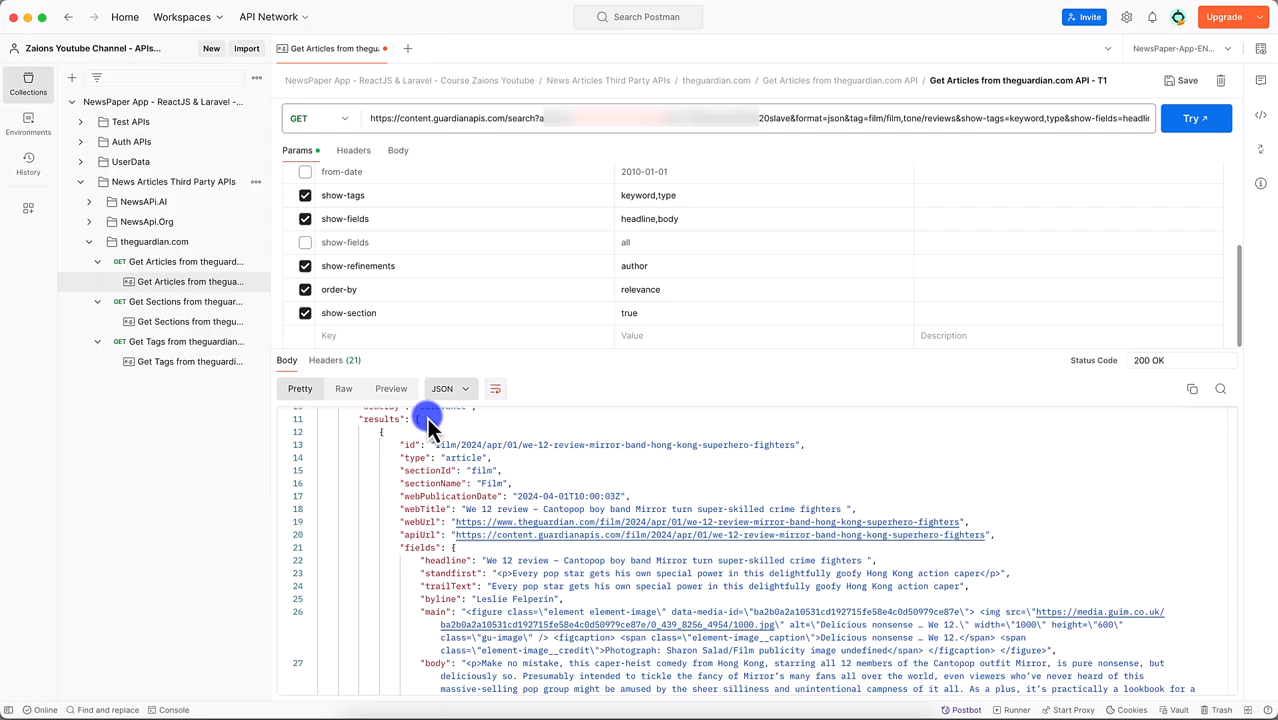 Home
Workspaces
API Network
Search Postman
Invite
Upgrade
Zaions Youtube Channel - APIs...
New
Import
GET Get Articles from thegua
NewsPaper-App-EN...
Collections
Environments
History
NewsPaper App - ReactJS & Laravel -...
Test APIs
Auth APIs
UserData
News Articles Third Party APIs
NewsAPi.AI
NewsApi.Org
theguardian.com
GET Get Articles from theguard...
Get Articles from thegua...
GET Get Sections from theguar...
Get Sections from thegu...
GET Get Tags from theguardian...
Get Tags from theguardi...
NewsPaper App - ReactJS & Laravel - Course Zaions Youtube / News Articles Third Party APIs / theguardian.com / Get Articles from theguardian.com API / Get Articles from theguardian.com API - T1
Save
GET
https://content.guardianapis.com/search?a
20slave&format=json&tag=film/film,tone/reviews&show-tags=keyword,type&show-fields=headlin
Try
Params
Headers
Body
from-date 2010-01-01
show-tags keyword,type
show-fields headline,body
show-fields all
show-refinements author
order-by relevance
show-section true
Key Value Description
Body
Headers (21)
Status Code
200 OK
Pretty
Raw
Preview
JSON
11 "results": [
12 {
13 "id": "film/2024/apr/01/we-12-review-mirror-band-hong-kong-superhero-fighters",
14 "type": "article",
15 "sectionId": "film",
16 "sectionName": "Film",
17 "webPublicationDate": "2024-04-01T10:00:03Z",
18 "webTitle": "We 12 review – Cantopop boy band Mirror turn super-skilled crime fighters ",
19 "webUrl": "https://www.theguardian.com/film/2024/apr/01/we-12-review-mirror-band-hong-kong-superhero-fighters",
20 "apiUrl": "https://content.guardianapis.com/film/2024/apr/01/we-12-review-mirror-band-hong-kong-superhero-fighters",
21 "fields": {
22 "headline": "We 12 review – Cantopop boy band Mirror turn super-skilled crime fighters ",
23 "standfirst": "<p>Every pop star gets his own special power in this delightfully goofy Hong Kong action caper</p>",
24 "trailText": "Every pop star gets his own special power in this delightfully goofy Hong Kong action caper",
25 "byline": "Leslie Felperin",
26 "main": "<figure class=\"element element-image\" data-media-id=\"ba2b0a2a10531cd192715fe58e4c0d50979ce87e\"> <img src=\"https://media.guim.co.uk/
ba2b0a2a10531cd192715fe58e4c0d50979ce87e/0_439_8256_4954/1000.jpg\" alt=\"Delicious nonsense … We 12.\" width=\"1000\" height=\"600\"
class=\"gu-image\" /> <figcaption> <span class=\"element-image__caption\">Delicious nonsense … We 12.</span> <span
class=\"element-image__credit\">Photograph: Sharon Salad/Film publicity image undefined</span> </figcaption> </figure>",
27 "body": "<p>Make no mistake, this caper-heist comedy from Hong Kong, starring all 12 members of the Cantopop outfit Mirror, is pure nonsense, but
delicious so. Presumably intended to tickle the fancy of Mirror's many fans all over the world, even viewers who've never heard of this
massive-selling pop group might be amused by the sheer silliness and unintentional campness of it all. As a plus, it's practically a lookbook for a
Online
Find and replace
Console
Postbot
Runner
Start Proxy
Cookies
Vault
Trash